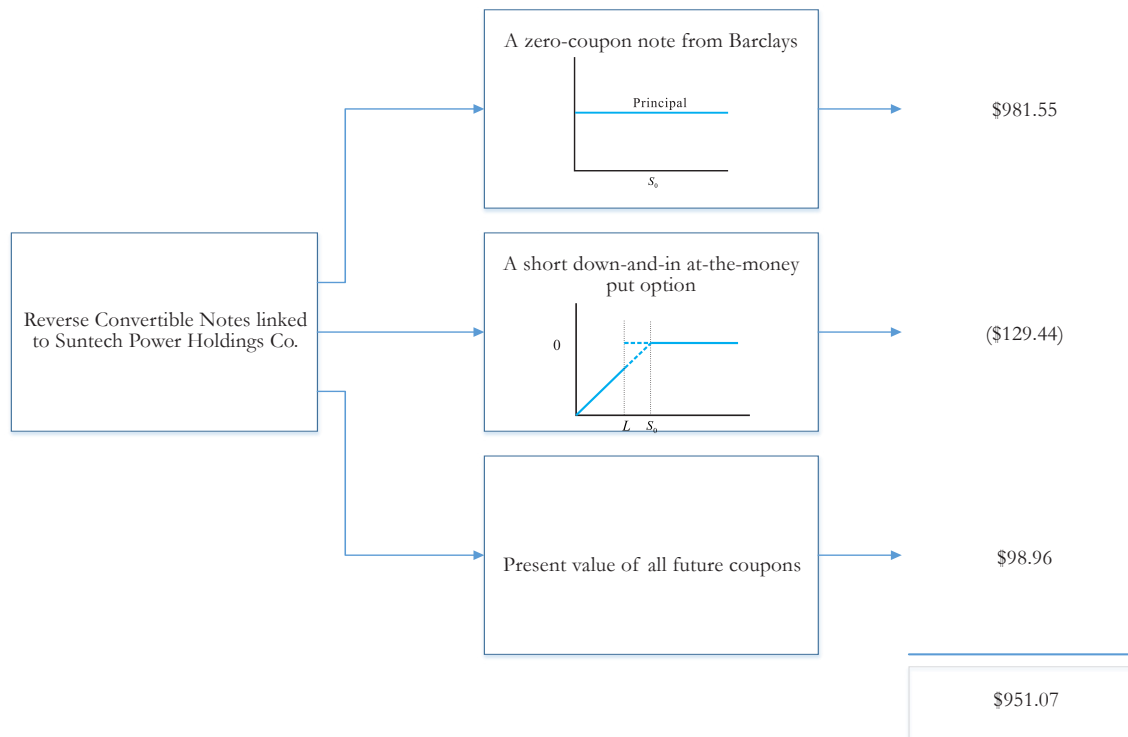 A zero-coupon note from Barclays
Principal
S₀
$981.55
Reverse Convertible Notes linked
to Suntech Power Holdings Co.
A short down-and-in at-the-money
put option
0
L S₀
($129.44)
Present value of all future coupons
$98.96
$951.07